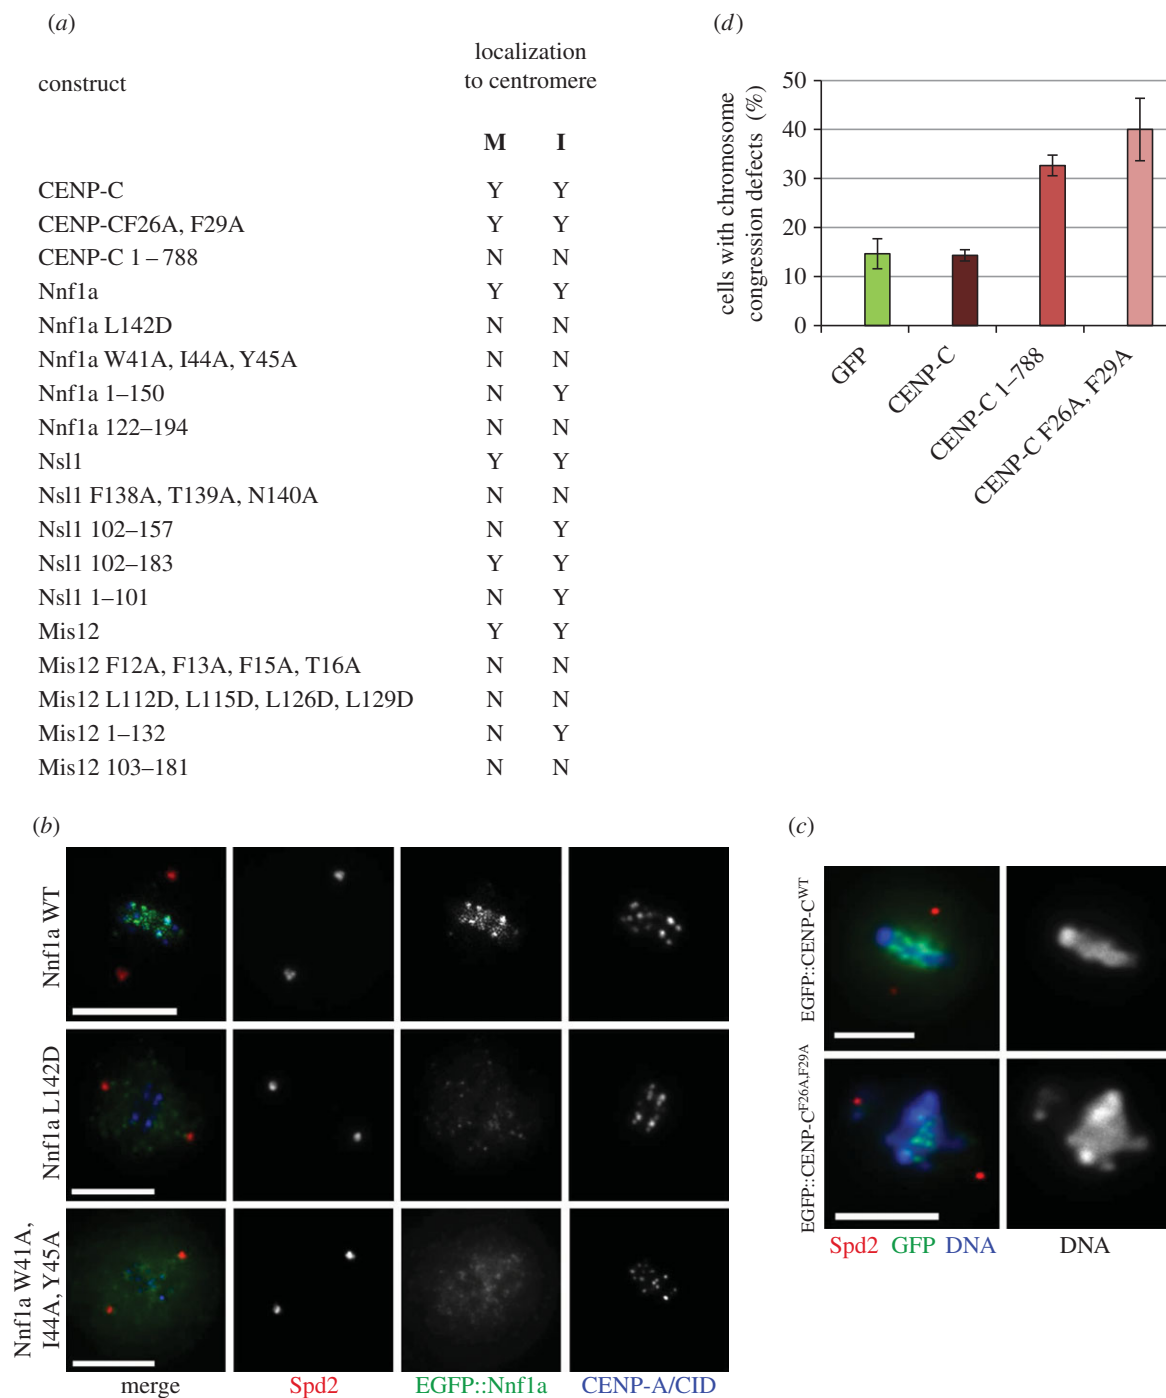 (a)
construct
localization
to centromere
M I
CENP-C Y Y
CENP-CF26A, F29A Y Y
CENP-C 1–788 N N
Nnf1a Y Y
Nnf1a L142D N N
Nnf1a W41A, I44A, Y45A N N
Nnf1a 1–150 N Y
Nnf1a 122–194 N N
Nsl1 Y Y
Nsl1 F138A, T139A, N140A N N
Nsl1 102–157 N Y
Nsl1 102–183 Y Y
Nsl1 1–101 N Y
Mis12 Y Y
Mis12 F12A, F13A, F15A, T16A N N
Mis12 L112D, L115D, L126D, L129D N N
Mis12 1–132 N Y
Mis12 103–181 N N
(d)
cells with chromosome
congression defects (%)
50
40
30
20
10
0
GFP
CENP-C
CENP-C 1–788
CENP-C F26A, F29A
(b)
Nnf1a WT
Nnf1a L142D
Nnf1a W41A,
I44A, Y45A
merge Spd2 EGFP::Nnf1a CENP-A/CID
(c)
EGFP::CENP-CWT
EGFP::CENP-CF26A,F29A
Spd2 GFP DNA DNA